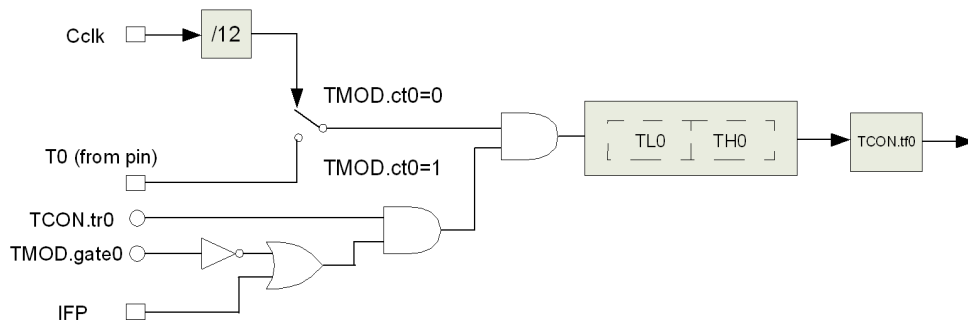 Cclk
/12
TMOD.ct0=0
T0 (from pin)
TMOD.ct0=1
TL0
TH0
TCON.tf0
TCON.tr0
TMOD.gate0
IFP